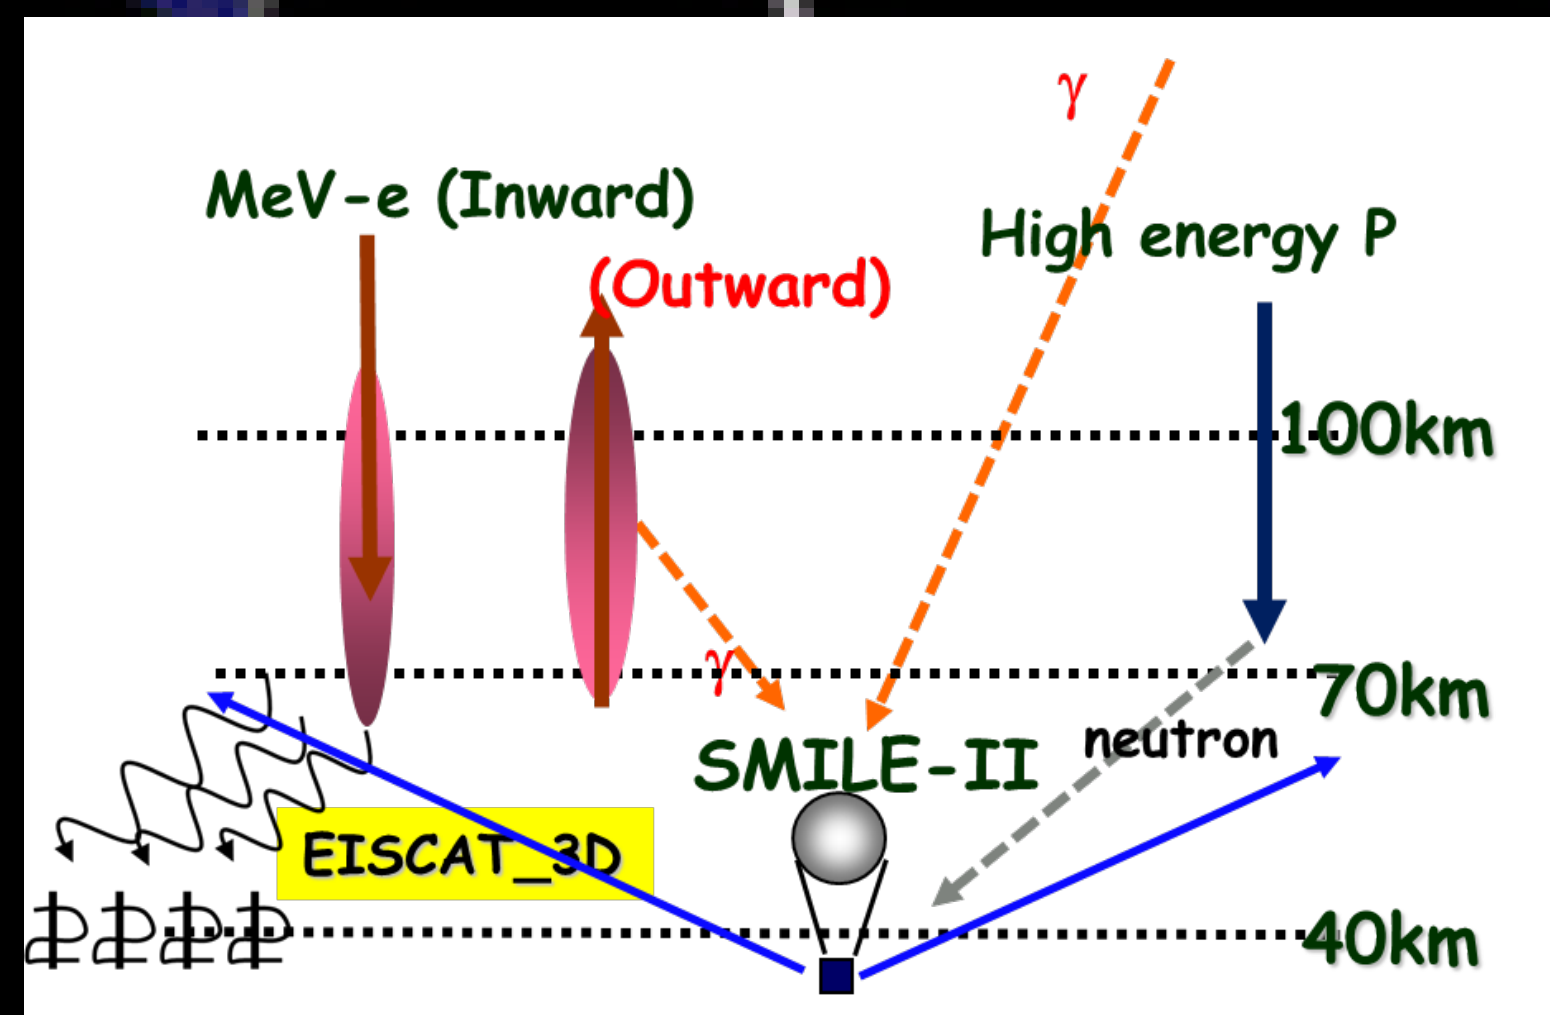 γ
MeV-e (Inward)
High energy P
(Outward)
100km
γ
70km
neutron
SMILE-II
EISCAT_3D
40km